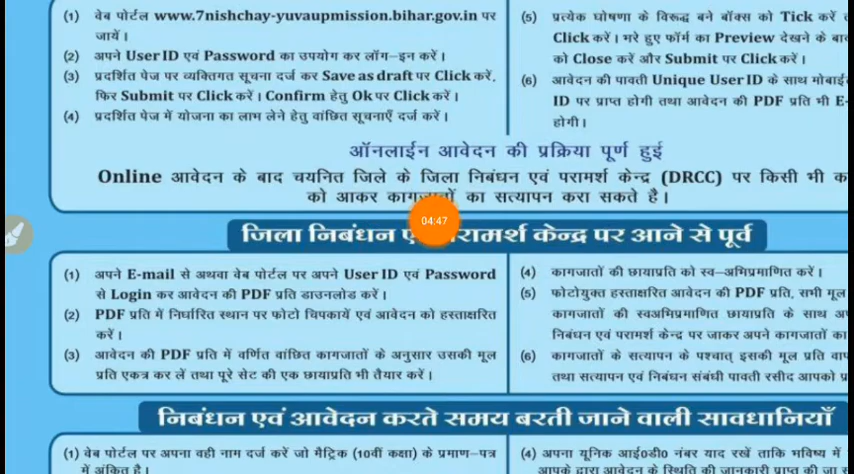 (1) वेब पोर्टल www.7nishchay-yuvaupmission.bihar.gov.in पर
जायें।
(2) अपने User ID एवं Password का उपयोग कर लॉग–इन करें।
(3) प्रदर्शित पेज पर व्यक्तिगत सूचना दर्ज कर Save as draft पर Click करें,
फिर Submit पर Click करें। Confirm हेतु Ok पर Click करें।
(4) प्रदर्शित पेज में योजना का लाभ लेने हेतु वांछित सूचनाएँ दर्ज करें।
(5) प्रत्येक घोषणा के विरूद्ध बने बॉक्स को Tick करें
Click करें। भरे हुए फॉर्म का Preview देखने के
को Close करें और Submit पर Click करें।
(6) आवेदन की पावती Unique User ID के साथ
ID पर प्राप्त होगी तथा आवेदन की PDF प्रति भी
होगी।
ऑनलाईन आवेदन की प्रक्रिया पूर्ण हुई
Online आवेदन के बाद चयनित जिले के जिला निबंधन एवं परामर्श केन्द्र (DRCC) पर किसी भी
को आकर का सत्यापन करा सकते है।
04:47
जिला निबंधन परामर्श केन्द्र पर आने से पूर्व
(1) अपने E-mail से अथवा वेब पोर्टल पर अपने User ID एवं Password
से Login कर आवेदन की PDF प्रति डाउनलोड करें।
(2) PDF प्रति में निर्धारित स्थान पर फोटो चिपकायें एवं आवेदन को हस्ताक्षरित
करें।
(3) आवेदन की PDF प्रति में वर्णित वांछित कागजातों के अनुसार उसकी मूल
प्रति एकत्र कर लें तथा पूरे सेट की एक छायाप्रति भी तैयार करें।
(4) कागजातों की छायाप्रति को स्व–अभिप्रमाणित करें।
(5) फोटोयुक्त हस्ताक्षरित आवेदन की PDF प्रति, सभी मूल
कागजातों की स्वअभिप्रमाणित छायाप्रति के साथ
निबंधन एवं परामर्श केन्द्र पर जाकर अपने कागजातों का
(6) कागजातों के सत्यापन के पश्चात् इसकी मूल प्रति
तथा सत्यापन एवं निबंधन संबंधी पावती रसीद आपको
निबंधन एवं आवेदन करते समय बरती जाने वाली सावधानियाँ
(1) वेब पोर्टल पर अपना वही नाम दर्ज करें जो मैट्रिक (10वीं कक्षा) के प्रमाण–पत्र
में अंकित है।
(4) अपना यूनिक आई०डी० नंबर याद रखें ताकि भविष्य में
आपके द्वारा आवेदन के स्थिति की जानकारी प्राप्त की जा